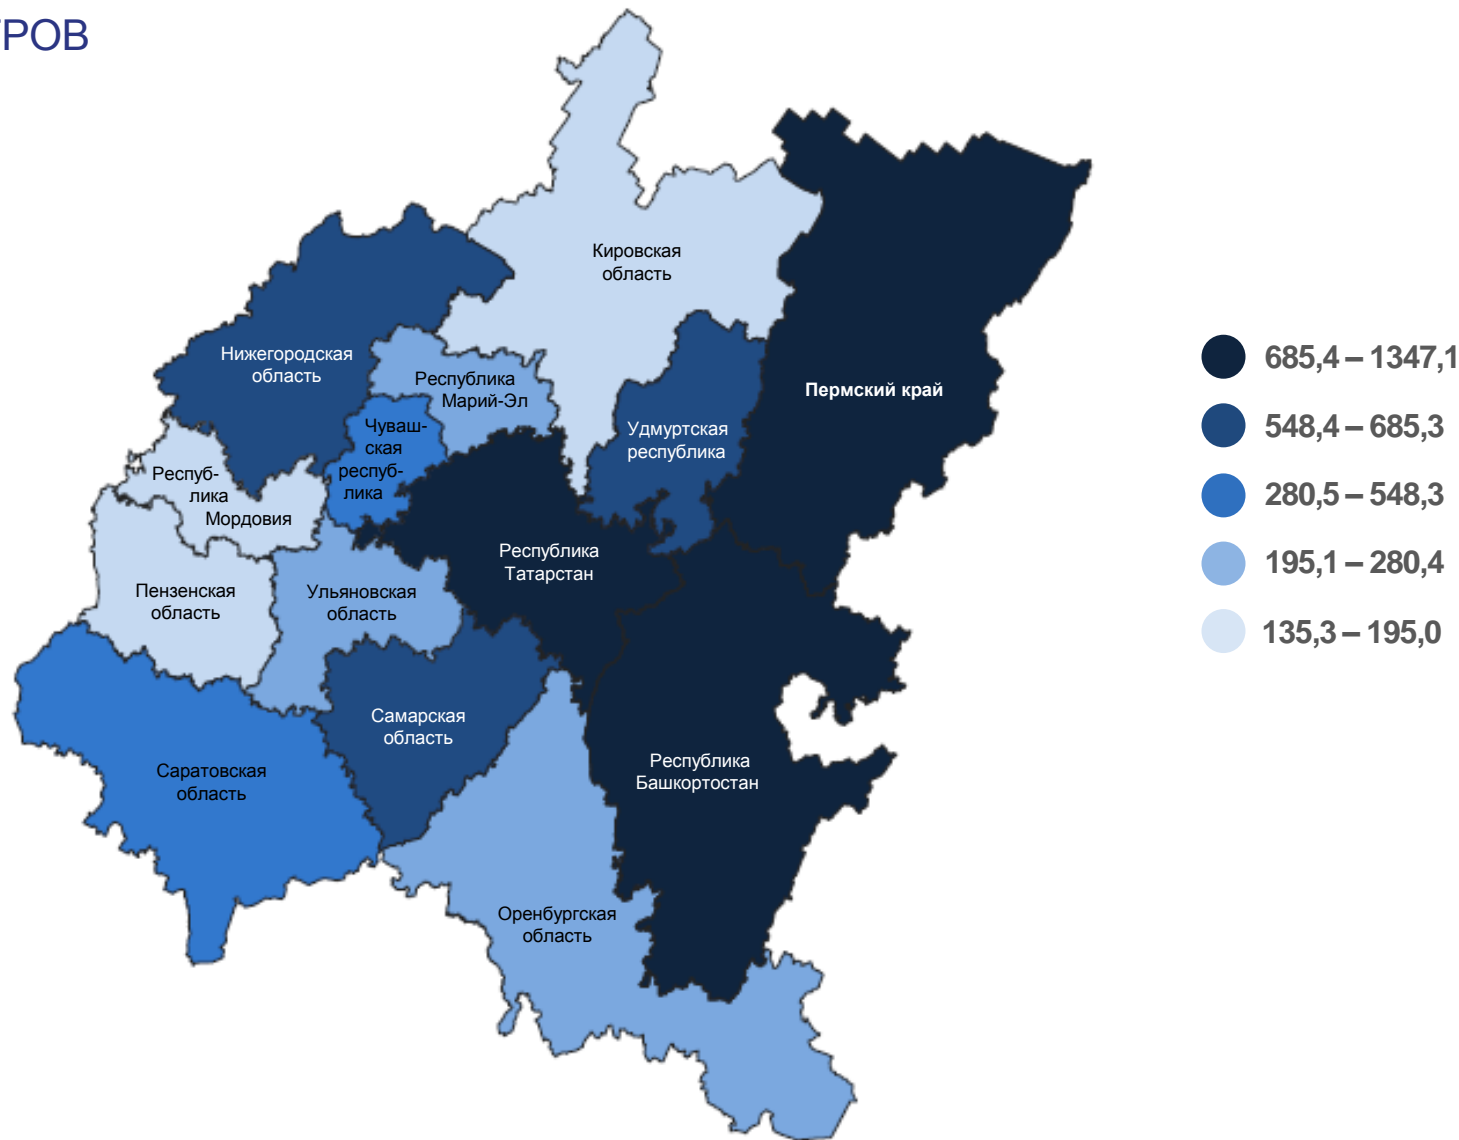 ТРОВ
Кировская
область
Нижегородская
область
Республика
Марий-Эл
Пермский край
Чуваш-
ская
респуб-
лика
Удмуртская
республика
Респуб-
лика
Мордовия
Республика
Татарстан
Пензенская
область
Ульяновская
область
Самарская
область
Саратовская
область
Республика
Башкортостан
Оренбургская
область
685,4 – 1347,1
548,4 – 685,3
280,5 – 548,3
195,1 – 280,4
135,3 – 195,0